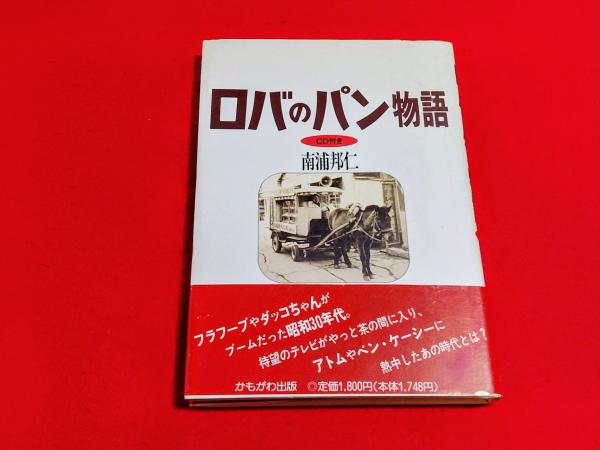 ロバのパン物語
CD付き
南浦邦仁
フラフープやダッコちゃんが
ブームだった昭和30年代。
待望のテレビがやっと茶の間に入り、
アトムやベン・ケーシーに
熱中したあの時代とは?
かもがわ出版 ◎定価1,800円(本体1,748円)